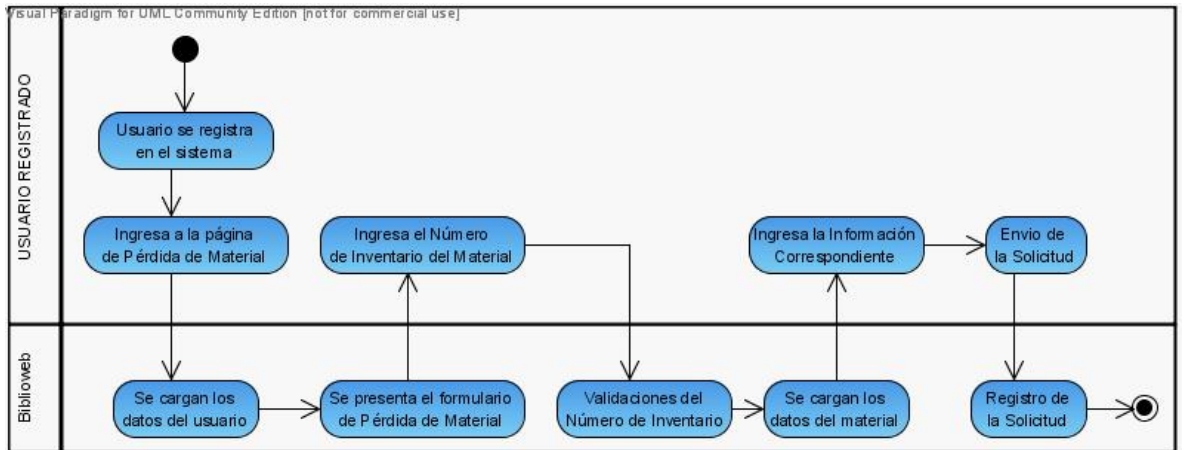 Visual Paradigm for UML Community Edition [not for commercial use]
USUARIO REGISTRADO
Usuario se registra
en el sistema
Ingresa a la página
de Pérdida de Material
Ingresa el Número
de Inventario del Material
Ingresa la Información
Correspondiente
Envio de
la Solicitud
Biblioweb
Se cargan los
datos del usuario
Se presenta el formulario
de Pérdida de Material
Validaciones del
Número de Inventario
Se cargan los
datos del material
Registro de
la Solicitud